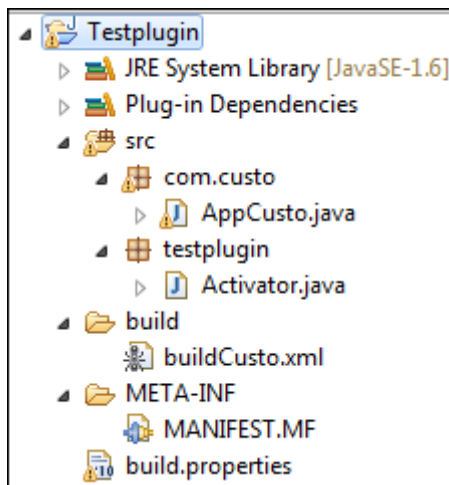 Testplugin
JRE System Library [JavaSE-1.6]
Plug-in Dependencies
src
com.custo
AppCusto.java
testplugin
Activator.java
build
buildCusto.xml
META-INF
MANIFEST.MF
build.properties